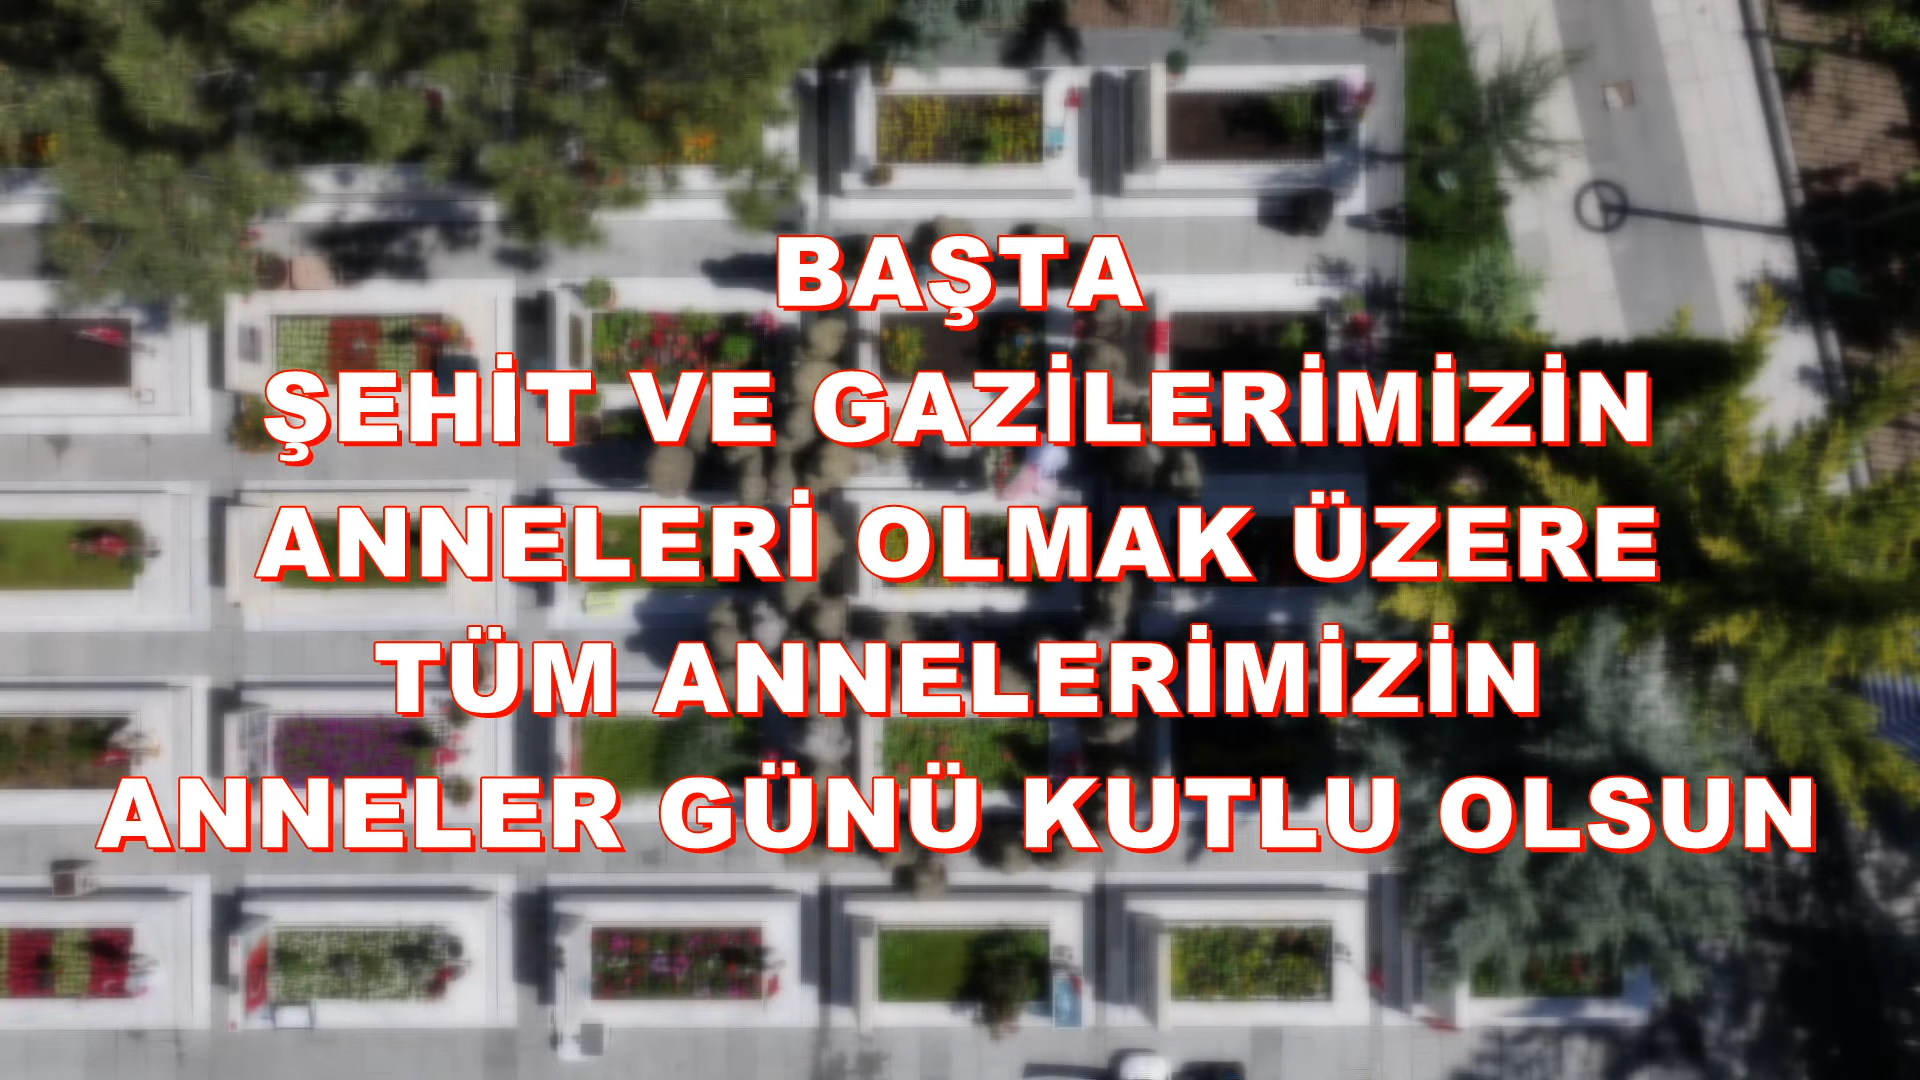 BAŞTA
ŞEHİT VE GAZİLERİMİZİN
ANNELERİ OLMAK ÜZERE
TÜM ANNELERİMİZİN
ANNELER GÜNÜ KUTLU OLSUN